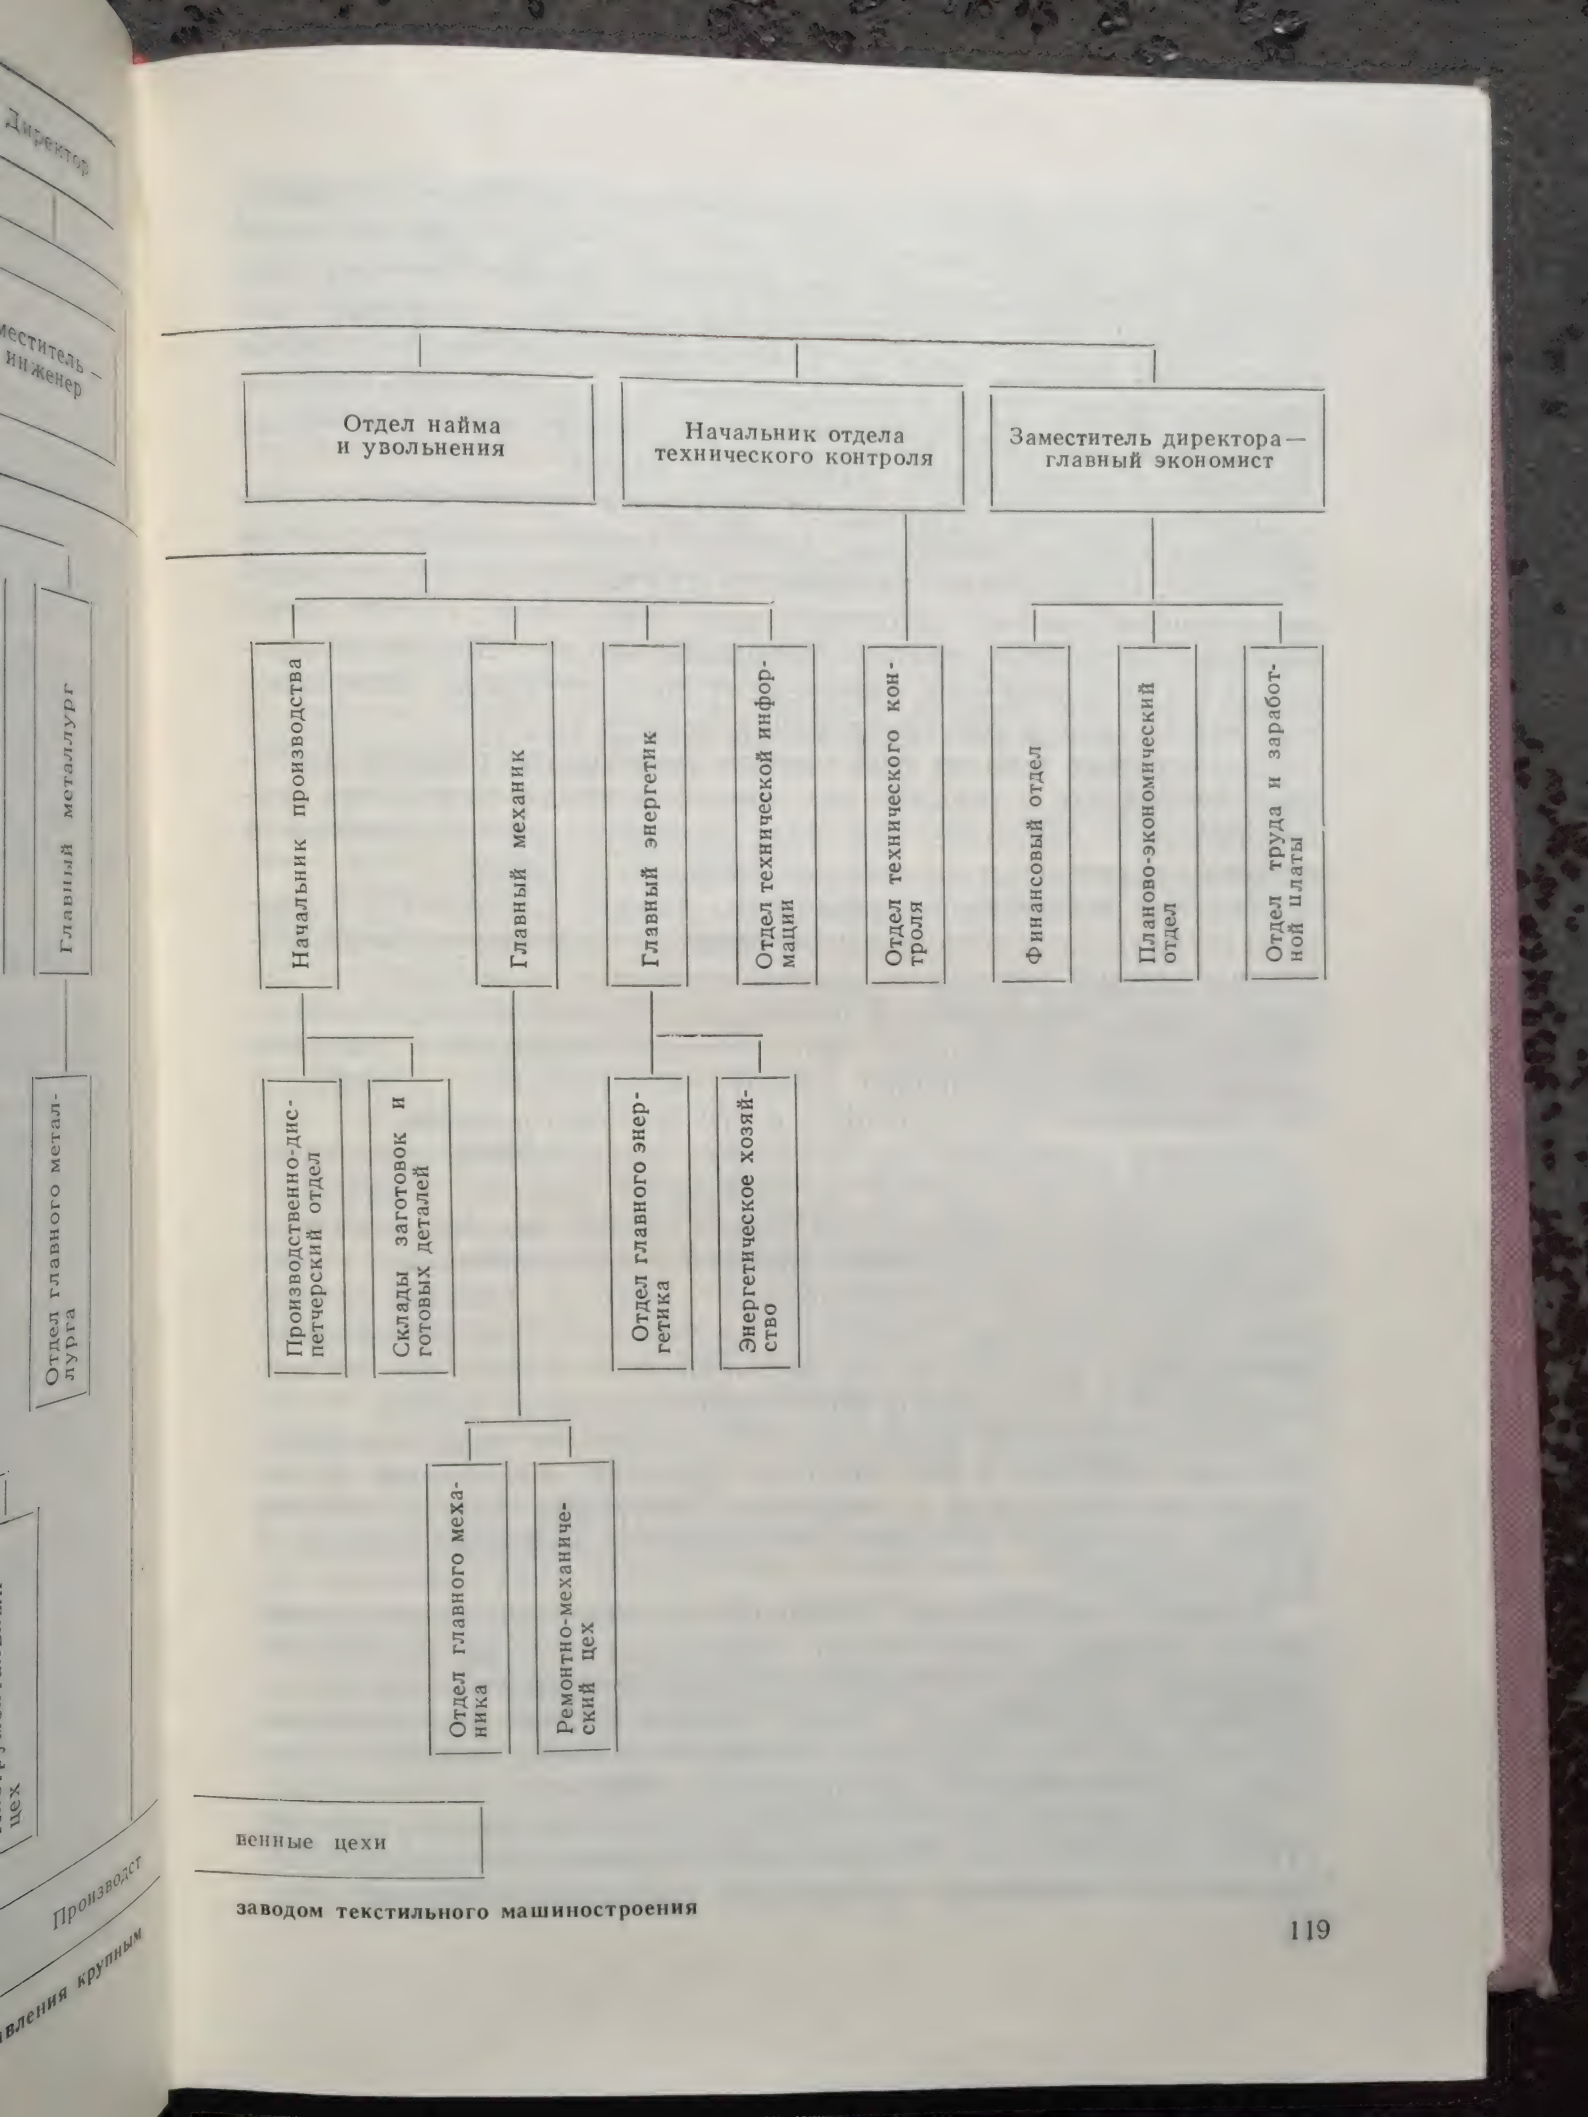 Директор
меститель —
инженер
Главный металлург
Отдел главного метал-
лурга
цех
Производст
вления крупным
Отдел найма
и увольнения
Начальник отдела
технического контроля
Заместитель директора —
главный экономист
Начальник производства
Главный механик
Главный энергетик
Отдел технической инфор-
мации
Отдел технического кон-
троля
Финансовый отдел
Планово-экономический
отдел
Отдел труда и заработ-
ной платы
Производственно-дис-
петчерский отдел
Склады заготовок и
готовых деталей
Отдел главного энер-
гетика
Энергетическое хозяй-
ство
Отдел главного меха-
ника
Ремонтно-механиче-
ский цех
венные цехи
заводом текстильного машиностроения
119